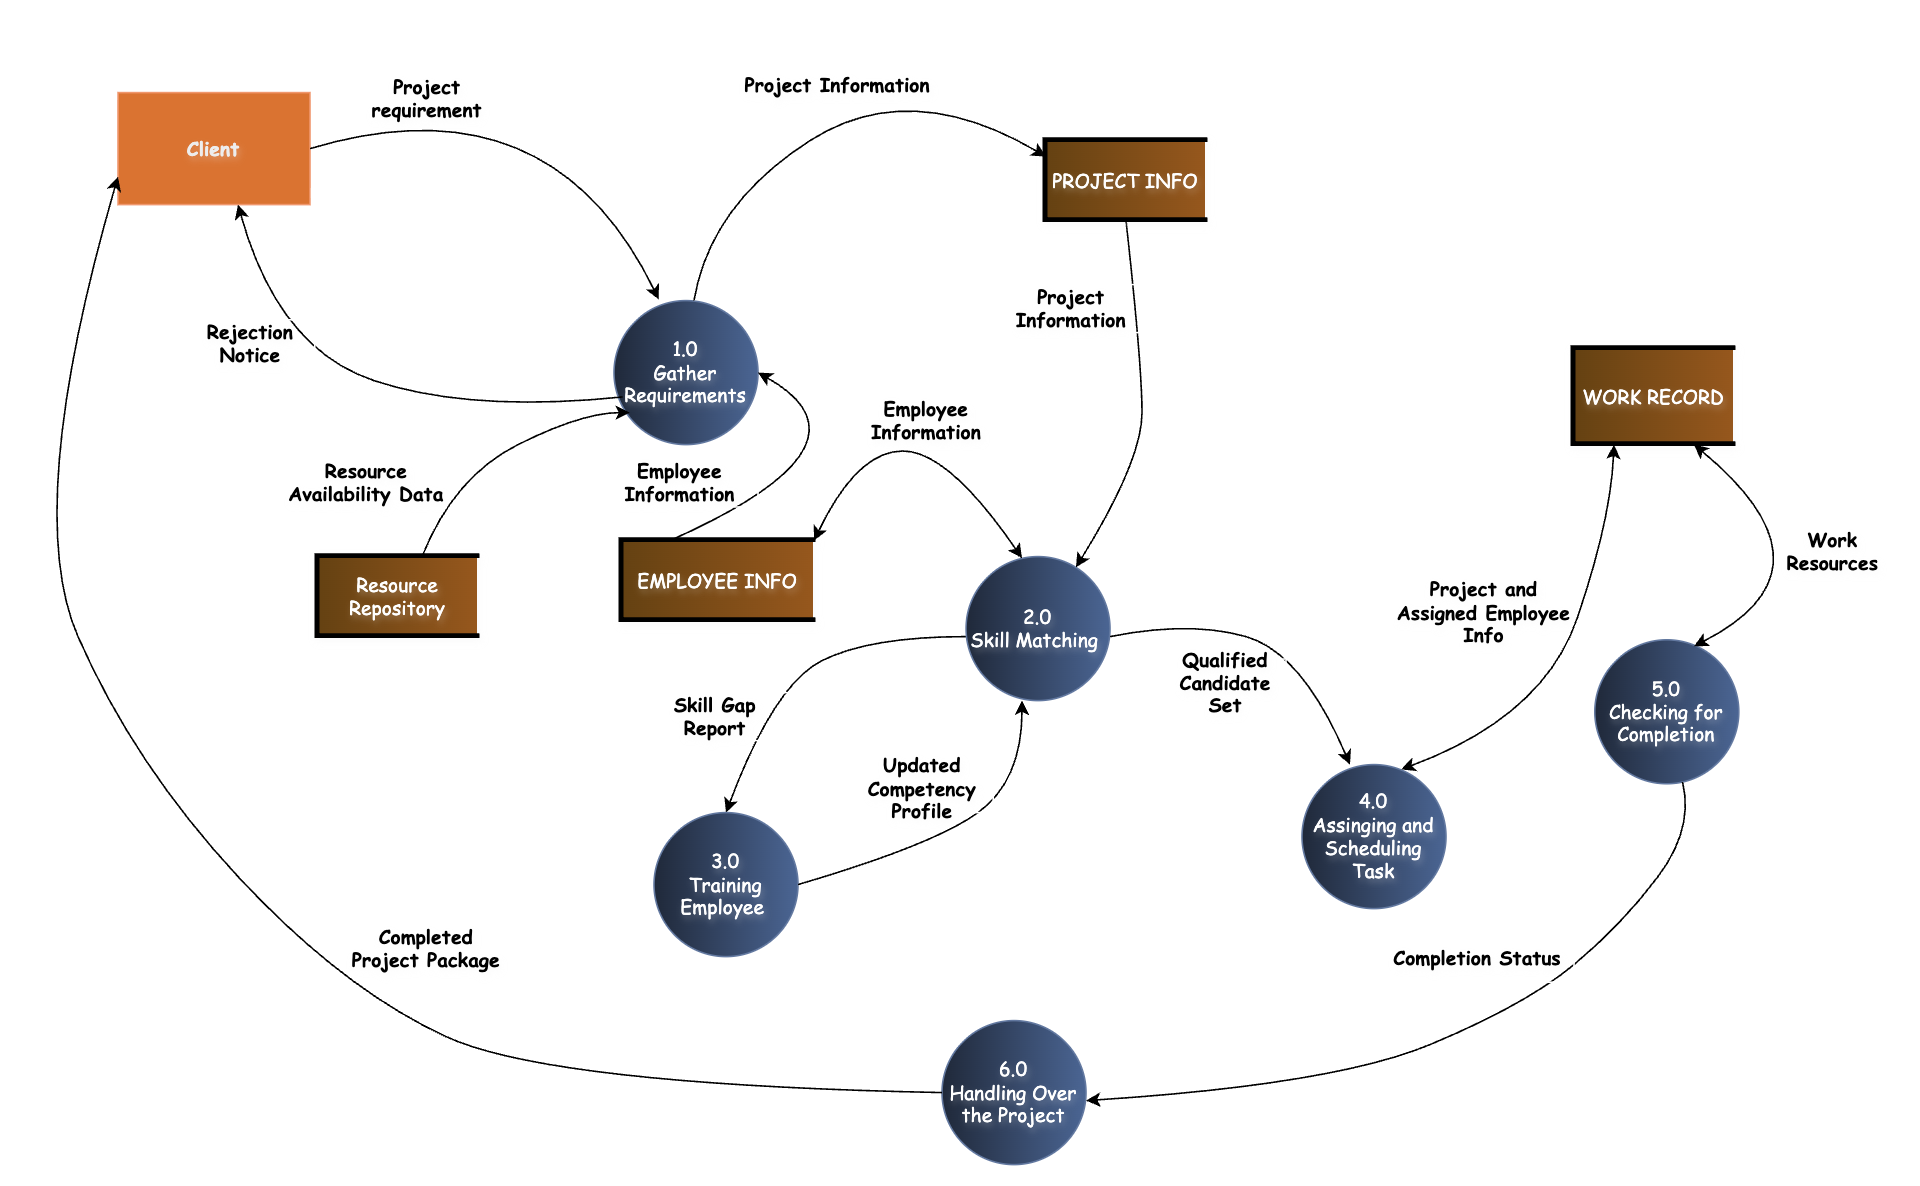 Project
requirement
Project Information
Client
PROJECT INFO
Project
Information
Rejection
Notice
1.0
Gather
Requirements
WORK RECORD
Employee
Information
Resource
Availability Data
Employee
Information
Work
Resources
Resource
Repository
EMPLOYEE INFO
2.0
Skill Matching
Project and
Assigned Employee
Info
Qualified
Candidate
Set
5.0
Checking for
Completion
Skill Gap
Report
Updated
Competency
Profile
4.0
Assinging and
Scheduling
Task
3.0
Training
Employee
Completed
Project Package
Completion Status
6.0
Handling Over
the Project